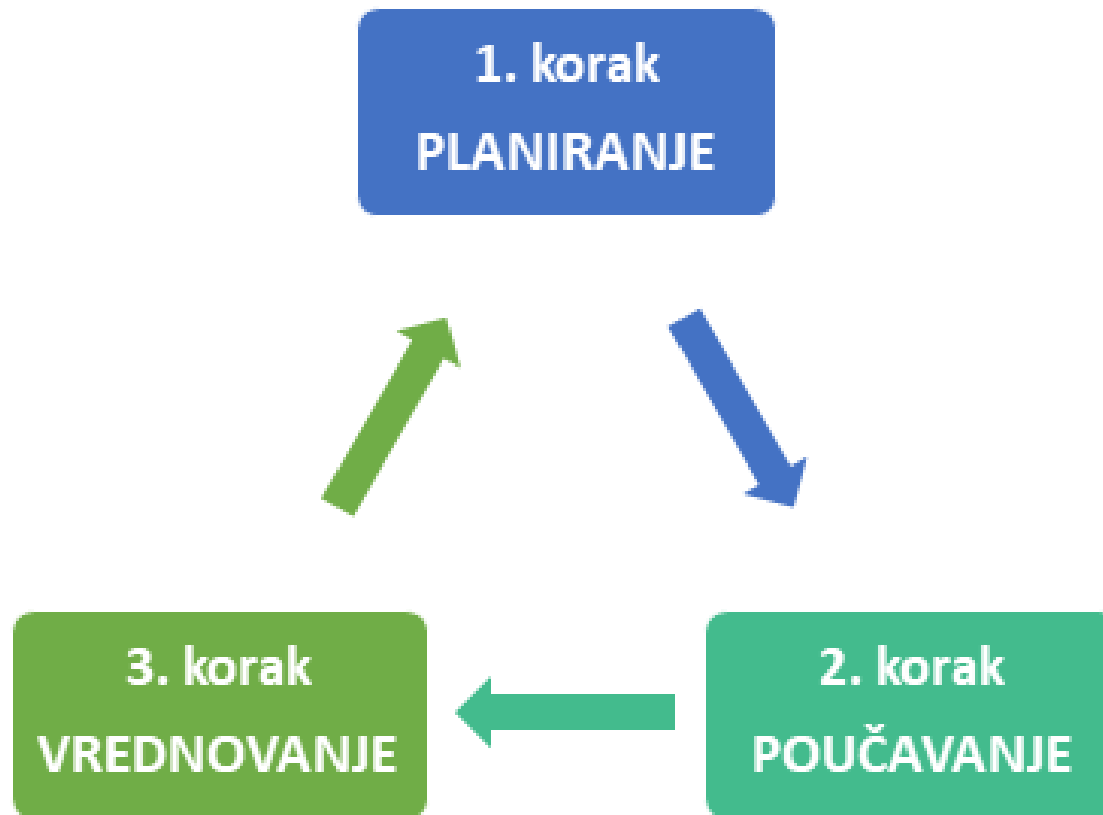 1. korak
PLANIRANJE
2. korak
POUČAVANJE
3. korak
VREDNOVANJE